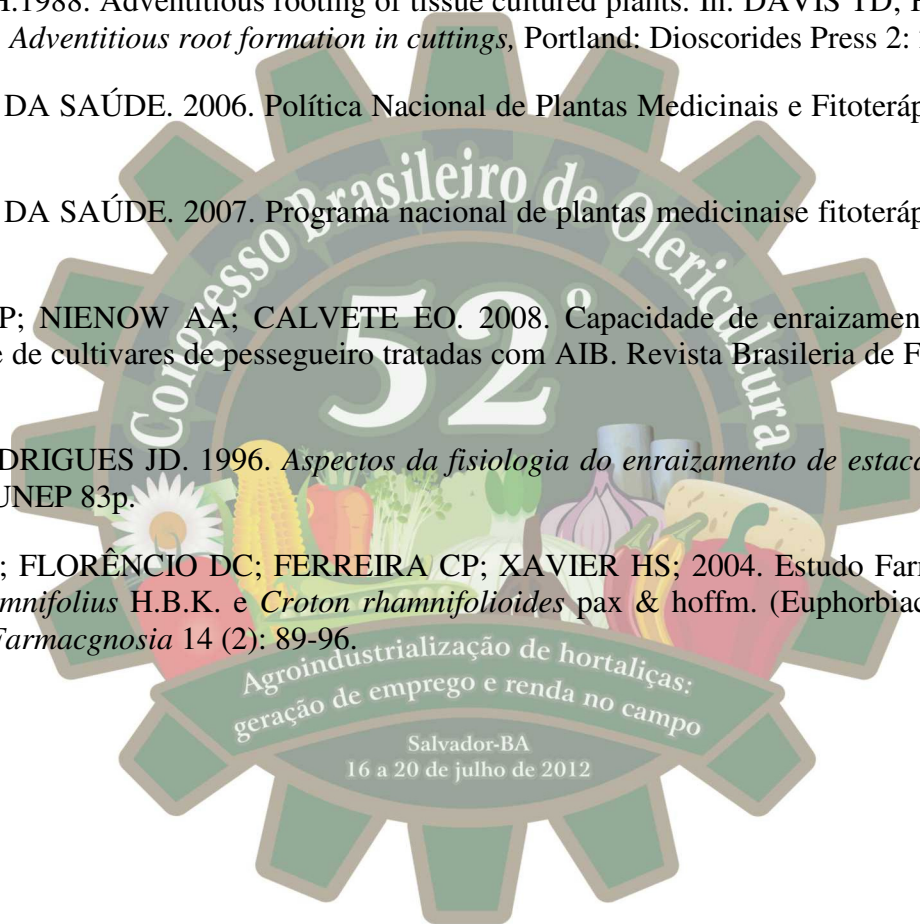 H.1988. Adventitious rooting of tissue cultured plants. In: DAVIS TD,
Adventitious root formation in cuttings, Portland: Dioscorides Press 2:
DA SAÚDE. 2006. Política Nacional de Plantas Medicinais e Fitoteráp
DA SAÚDE. 2007. Programa nacional de plantas medicinaise fitoteráp
P; NIENOW AA; CALVETE EO. 2008. Capacidade de enraizamen
e de cultivares de pessegueiro tratadas com AIB. Revista Brasileria de F
DRIGUES JD. 1996. Aspectos da fisiologia do enraizamento de estaca
UNEP 83p.
; FLORÊNCIO DC; FERREIRA CP; XAVIER HS; 2004. Estudo Farm
mnifolius H.B.K. e Croton rhamnifolioides pax & hoffm. (Euphorbiac
Farmacgnosia 14 (2): 89-96.
Congresso Brasileiro de Olericultura
52º
Agroindustrialização de hortaliças:
geração de emprego e renda no campo
Salvador-BA
16 a 20 de julho de 2012